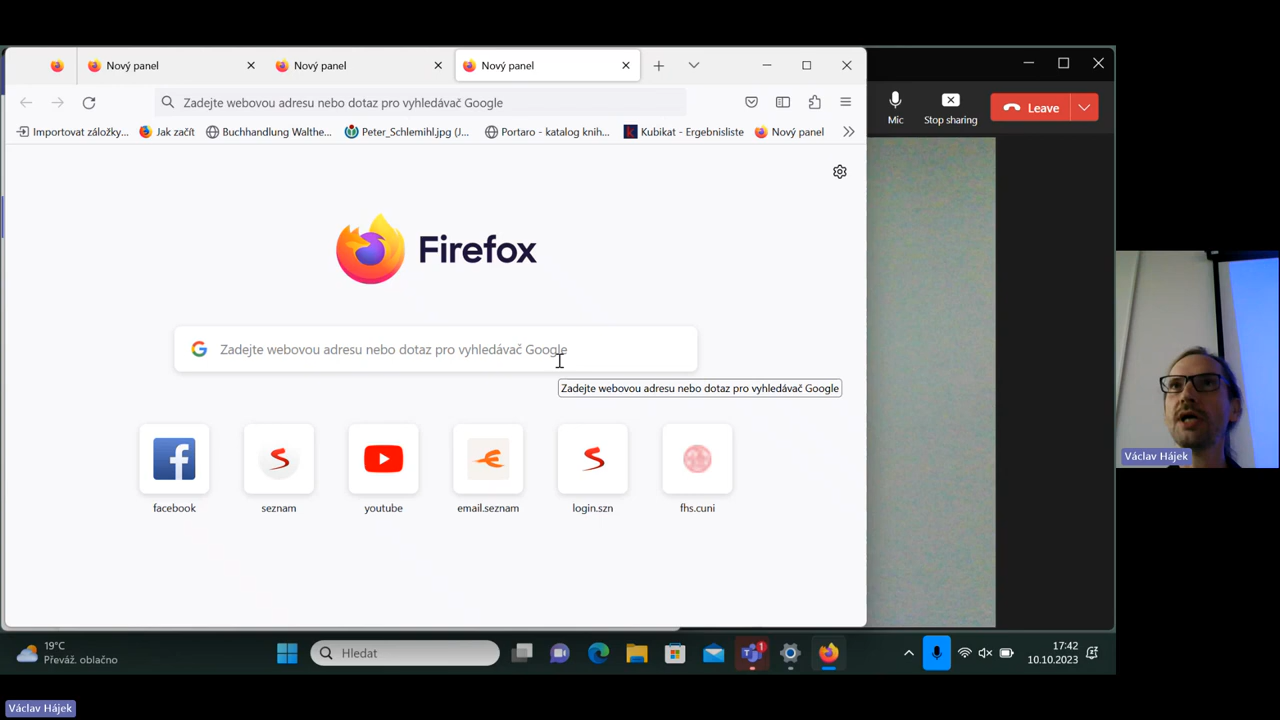 Nový panel
Nový panel
Nový panel
Zadejte webovou adresu nebo dotaz pro vyhledávač Google
Importovat záložky...
Jak začít
Buchhandlung Walthe...
Peter_Schlemihl.jpg (J...
Portaro - katalog knih...
Kubikat - Ergebnisliste
Nový panel
Mic
Stop sharing
Leave
Firefox
Zadejte webovou adresu nebo dotaz pro vyhledávač Google
Zadejte webovou adresu nebo dotaz pro vyhledávač Google
facebook
seznam
youtube
email.seznam
login.szn
fhs.cuni
Václav Hájek
19°C
Převáž. oblačno
Hledat
1
17:42
10.10.2023
Václav Hájek